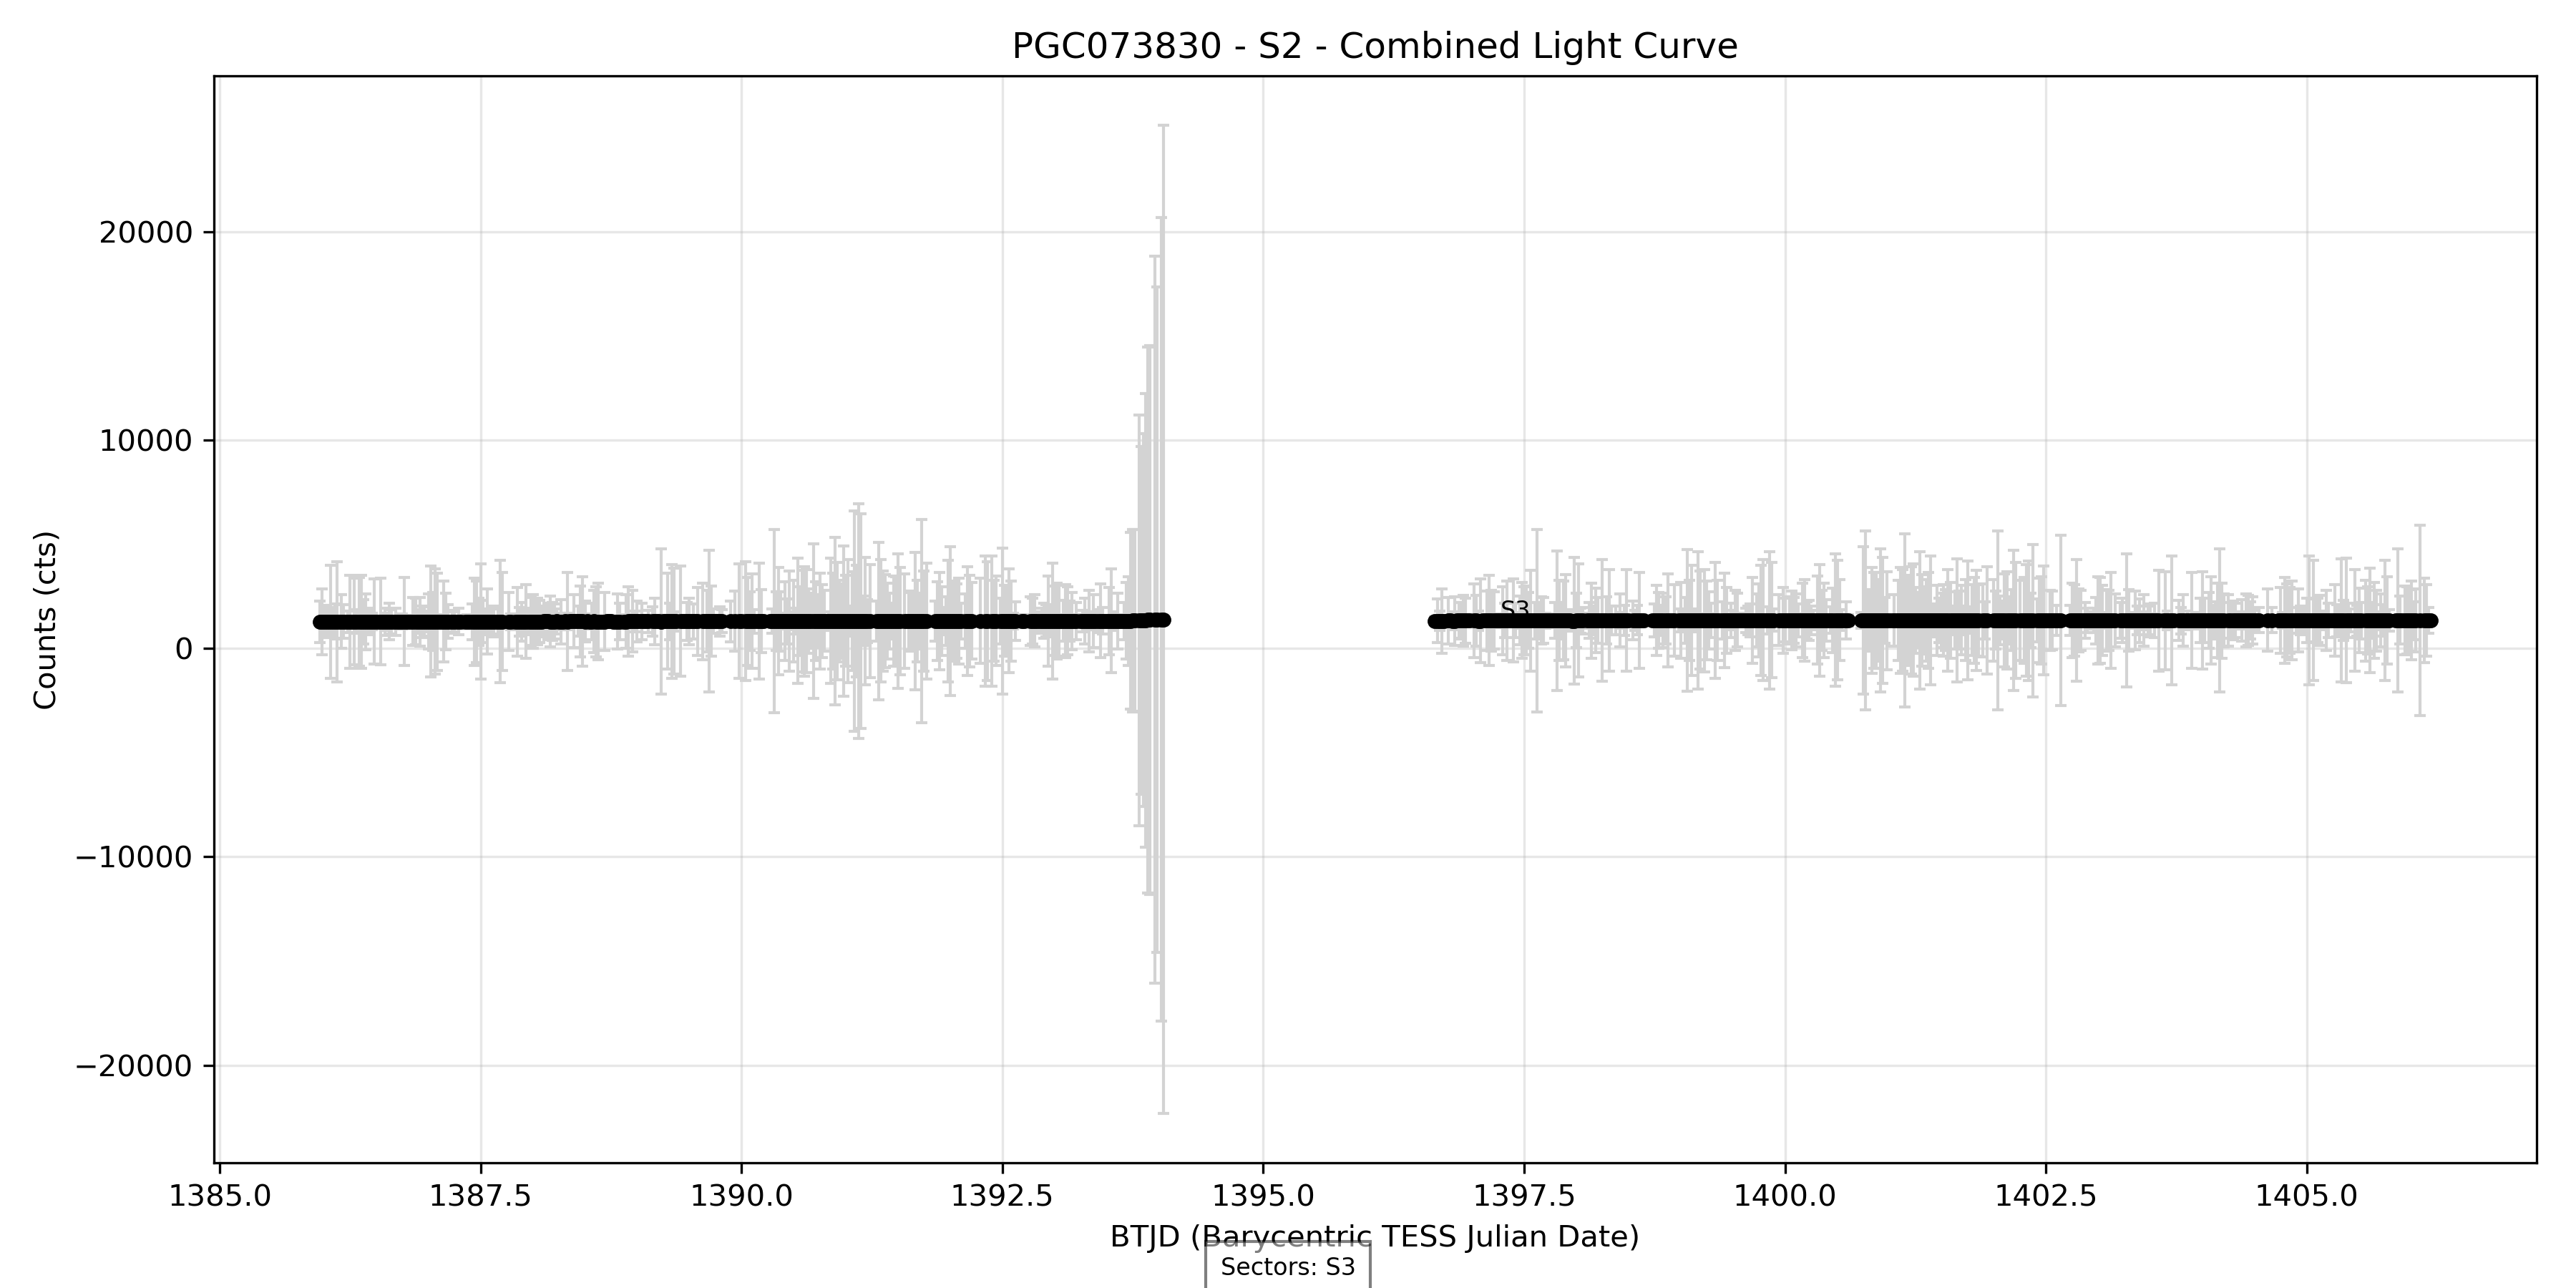 PGC073830 - S2 - Combined Light Curve
Counts (cts)
20000
10000
0
−10000
−20000
S3
1385.0 1387.5 1390.0 1392.5 1395.0 1397.5 1400.0 1402.5 1405.0
BTJD (Barycentric TESS Julian Date)
Sectors: S3